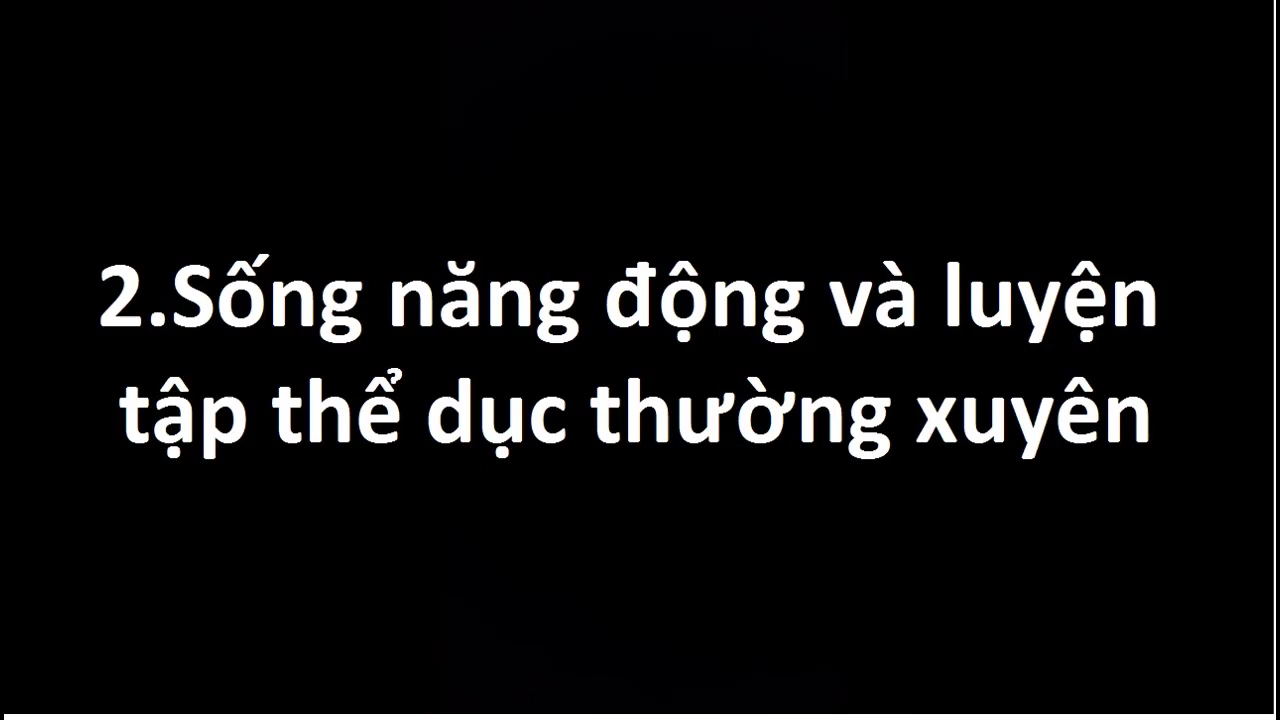 2.Sống năng động và luyện
tập thể dục thường xuyên